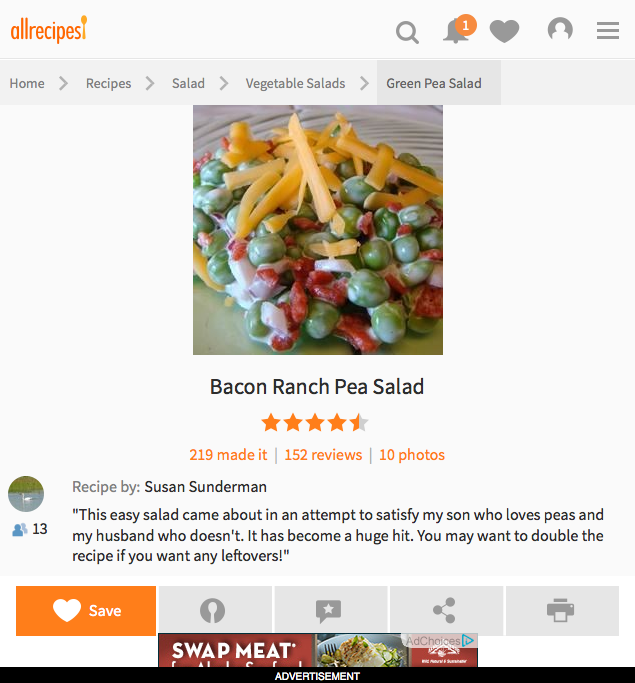 allrecipes
1
Home
Recipes
Salad
Vegetable Salads
Green Pea Salad
Bacon Ranch Pea Salad
219 made it | 152 reviews | 10 photos
Recipe by: Susan Sunderman
13
"This easy salad came about in an attempt to satisfy my son who loves peas and
my husband who doesn't. It has become a huge hit. You may want to double the
recipe if you want any leftovers!"
Save
AdChoices
SWAP MEAT
ADVERTISEMENT